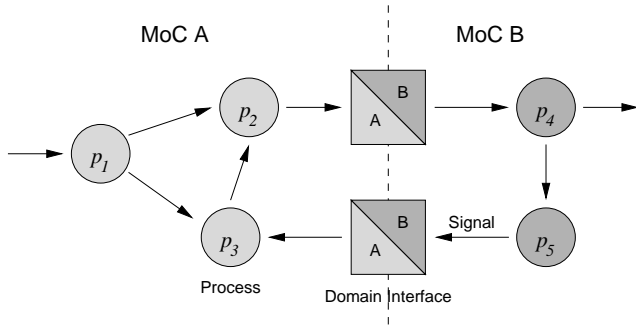 MoC A
MoC B
p1
p2
A
B
p4
p3
A
B
Signal
p5
Process
Domain Interface